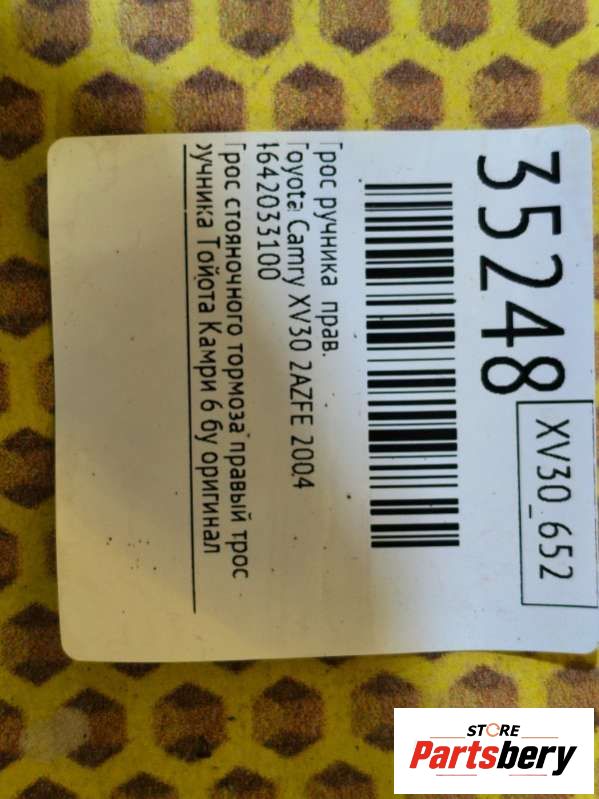 35248
XV30_652
Трос ручника прав.
Toyota Camry XV30 2AZFE 2004
4642033100
Трос стояночного тормоза правый трос
ручника Тойота Камри 6 бу оригинал
STORE
Partsbery